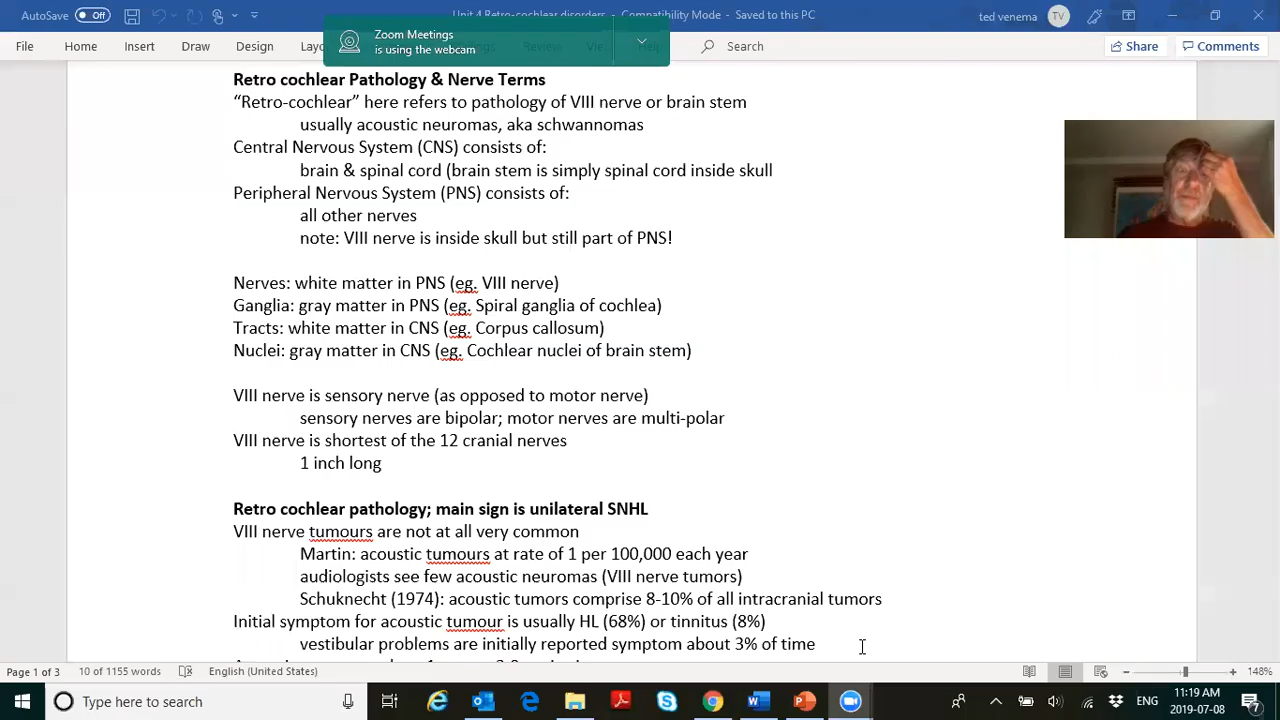 AutoSave Off
Unit 4 Retro-cochlear disorders - Compatibility Mode - Saved to this PC
ted venema TV
Zoom Meetings
is using the webcam
File Home Insert Draw Design Review Help Search Share Comments
Retro cochlear Pathology & Nerve Terms
“Retro-cochlear” here refers to pathology of VIII nerve or brain stem
usually acoustic neuromas, aka schwannomas
Central Nervous System (CNS) consists of:
brain & spinal cord (brain stem is simply spinal cord inside skull
Peripheral Nervous System (PNS) consists of:
all other nerves
note: VIII nerve is inside skull but still part of PNS!
Nerves: white matter in PNS (eg. VIII nerve)
Ganglia: gray matter in PNS (eg. Spiral ganglia of cochlea)
Tracts: white matter in CNS (eg. Corpus callosum)
Nuclei: gray matter in CNS (eg. Cochlear nuclei of brain stem)
VIII nerve is sensory nerve (as opposed to motor nerve)
sensory nerves are bipolar; motor nerves are multi-polar
VIII nerve is shortest of the 12 cranial nerves
1 inch long
Retro cochlear pathology; main sign is unilateral SNHL
VIII nerve tumours are not at all very common
Martin: acoustic tumours at rate of 1 per 100,000 each year
audiologists see few acoustic neuromas (VIII nerve tumors)
Schuknecht (1974): acoustic tumors comprise 8-10% of all intracranial tumors
Initial symptom for acoustic tumour is usually HL (68%) or tinnitus (8%)
vestibular problems are initially reported symptom about 3% of time
Page 1 of 3 10 of 1155 words English (United States) 148%
Type here to search
ENG
11:19 AM
2019-07-08
7